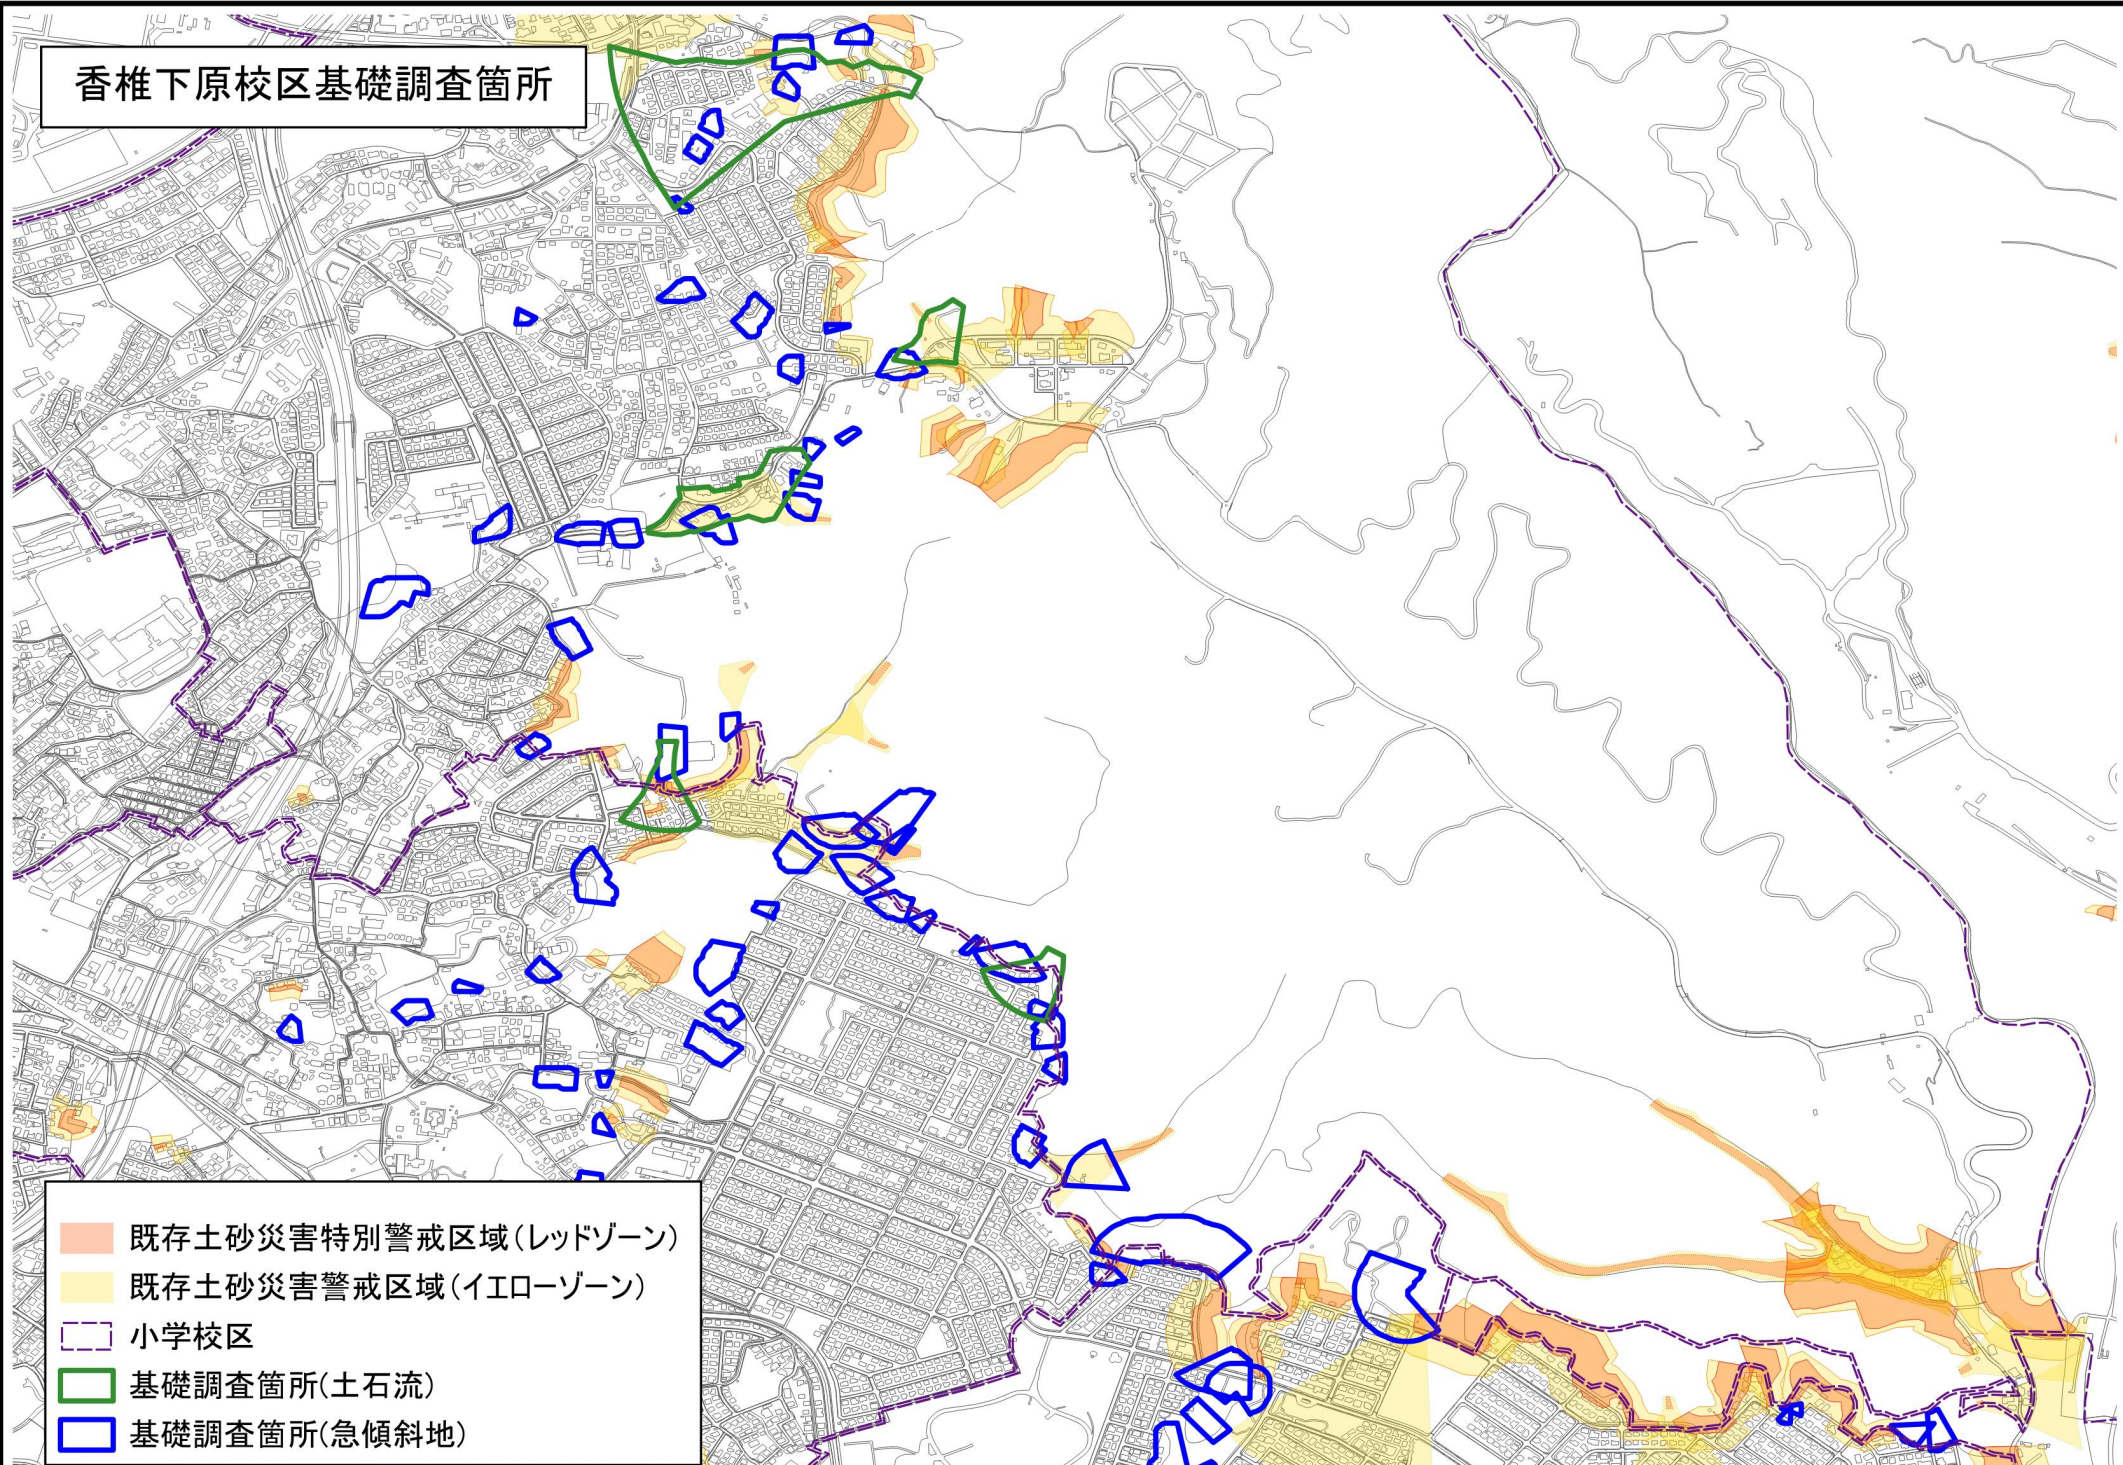 香椎下原校区基礎調査箇所
既存土砂災害特別警戒区域(レッドゾーン)
既存土砂災害警戒区域(イエローゾーン)
小学校区
基礎調査箇所(土石流)
基礎調査箇所(急傾斜地)